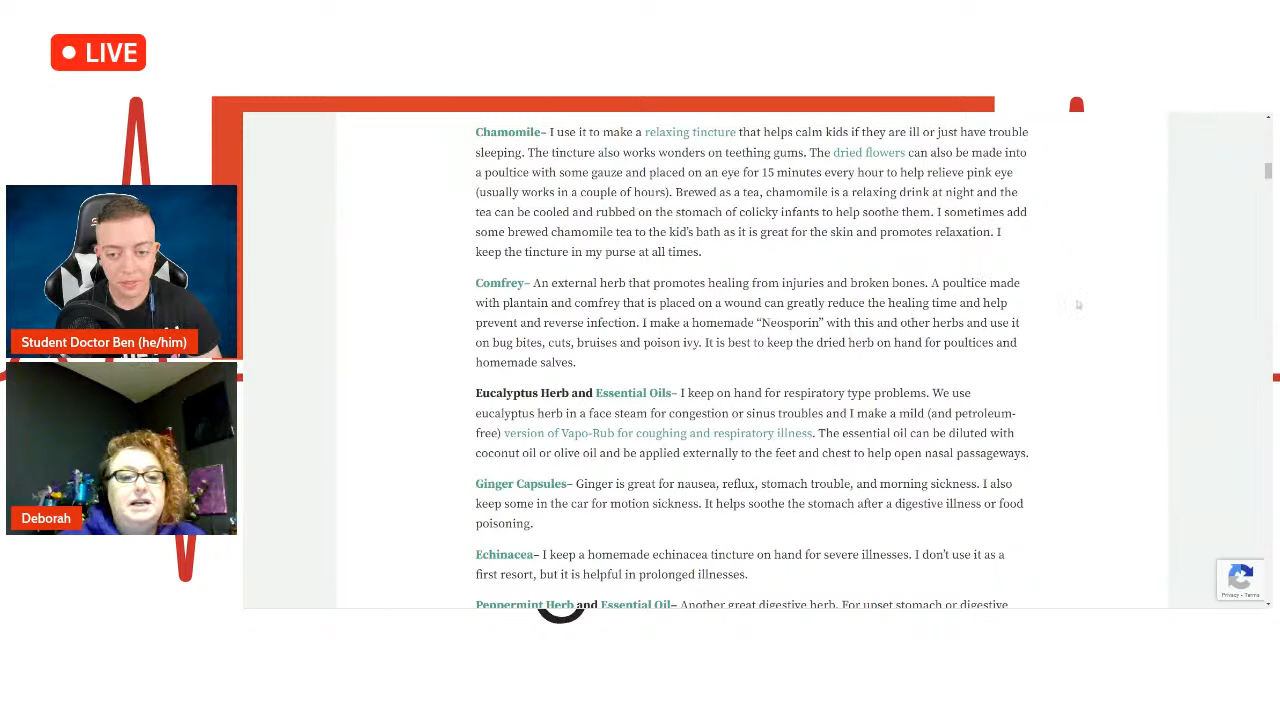 LIVE
Chamomile– I use it to make a relaxing tincture that helps calm kids if they are ill or just have trouble
sleeping. The tincture also works wonders on teething gums. The dried flowers can also be made into
a poultice with some gauze and placed on an eye for 15 minutes every hour to help relieve pink eye
(usually works in a couple of hours). Brewed as a tea, chamomile is a relaxing drink at night and the
tea can be cooled and rubbed on the stomach of colicky infants to help soothe them. I sometimes add
some brewed chamomile tea to the kid's bath as it is great for the skin and promotes relaxation. I
keep the tincture in my purse at all times.
Comfrey– An external herb that promotes healing from injuries and broken bones. A poultice made
with plantain and comfrey that is placed on a wound can greatly reduce the healing time and help
prevent and reverse infection. I make a homemade “Neosporin” with this and other herbs and use it
on bug bites, cuts, bruises and poison ivy. It is best to keep the dried herb on hand for poultices and
homemade salves.
Eucalyptus Herb and Essential Oils– I keep on hand for respiratory type problems. We use
eucalyptus herb in a face steam for congestion or sinus troubles and I make a mild (and petroleum-
free) version of Vapo-Rub for coughing and respiratory illness. The essential oil can be diluted with
coconut oil or olive oil and be applied externally to the feet and chest to help open nasal passageways.
Ginger Capsules– Ginger is great for nausea, reflux, stomach trouble, and morning sickness. I also
keep some in the car for motion sickness. It helps soothe the stomach after a digestive illness or food
poisoning.
Echinacea– I keep a homemade echinacea tincture on hand for severe illnesses. I don't use it as a
first resort, but it is helpful in prolonged illnesses.
Peppermint Herb and Essential Oil– Another great digestive herb. For upset stomach or digestive
Student Doctor Ben (he/him)
Deborah
Privacy - Terms